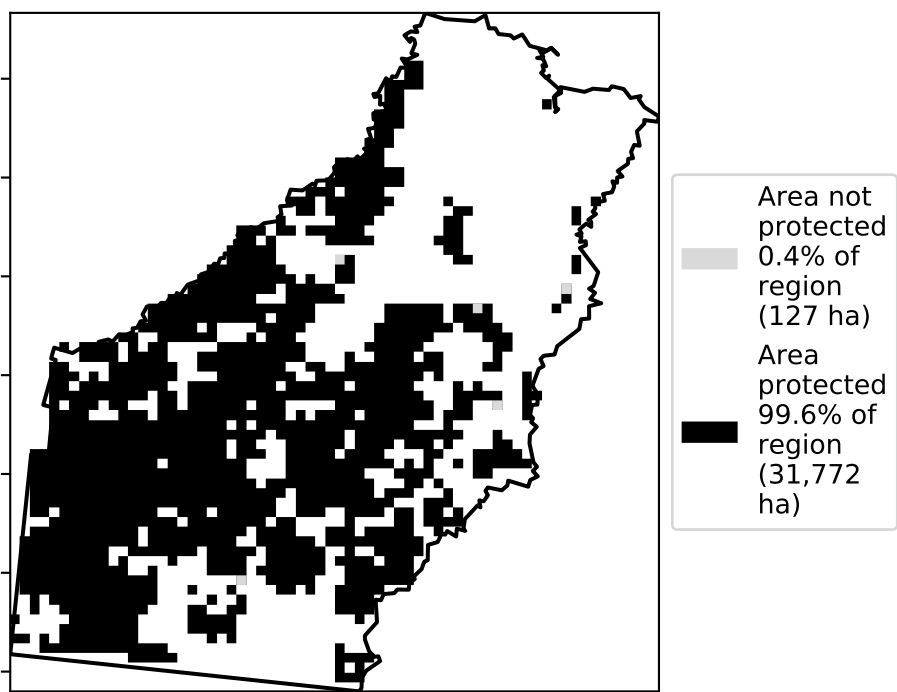 Area not
protected
0.4% of
region
(127 ha)
Area
protected
99.6% of
region
(31,772
ha)